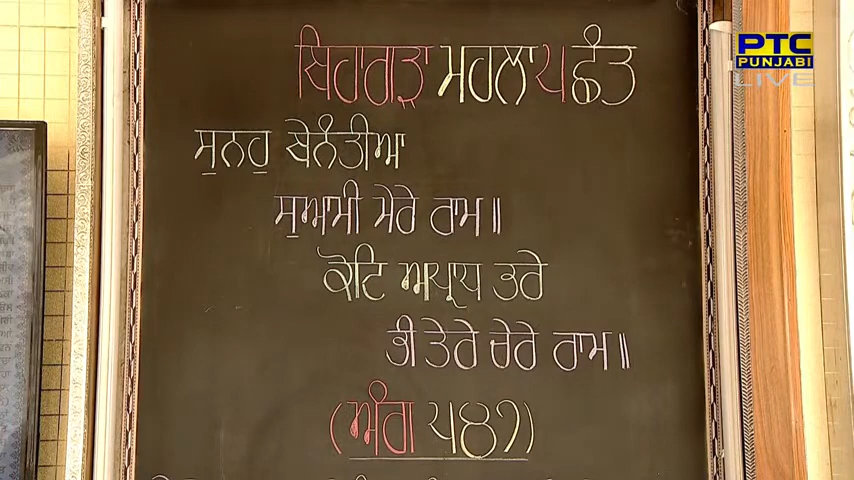 ਬਿਹਾਗੜਾ ਮਹਲਾ ੫ ਛੰਤ
ਸੁਨਹੁ ਬੇਨੰਤੀਆ
ਸੁਆਮੀ ਮੇਰੇ ਰਾਮ॥
ਕੋਟਿ ਅਪ੍ਰਾਧ ਭਰੇ
ਭੀ ਤੇਰੇ ਚੇਰੇ ਰਾਮ॥
(ਅੰਗ ੫੪੭)
PTC
PUNJABI
LIVE